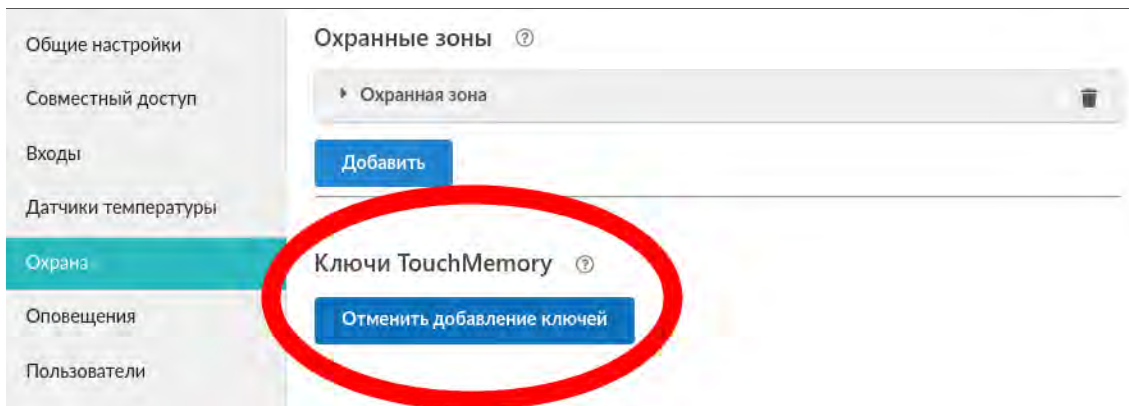 Общие настройки
Совместный доступ
Входы
Датчики температуры
Охрана
Оповещения
Пользователи
Охранные зоны ?
Охранная зона
Добавить
Ключи TouchMemory ?
Отменить добавление ключей